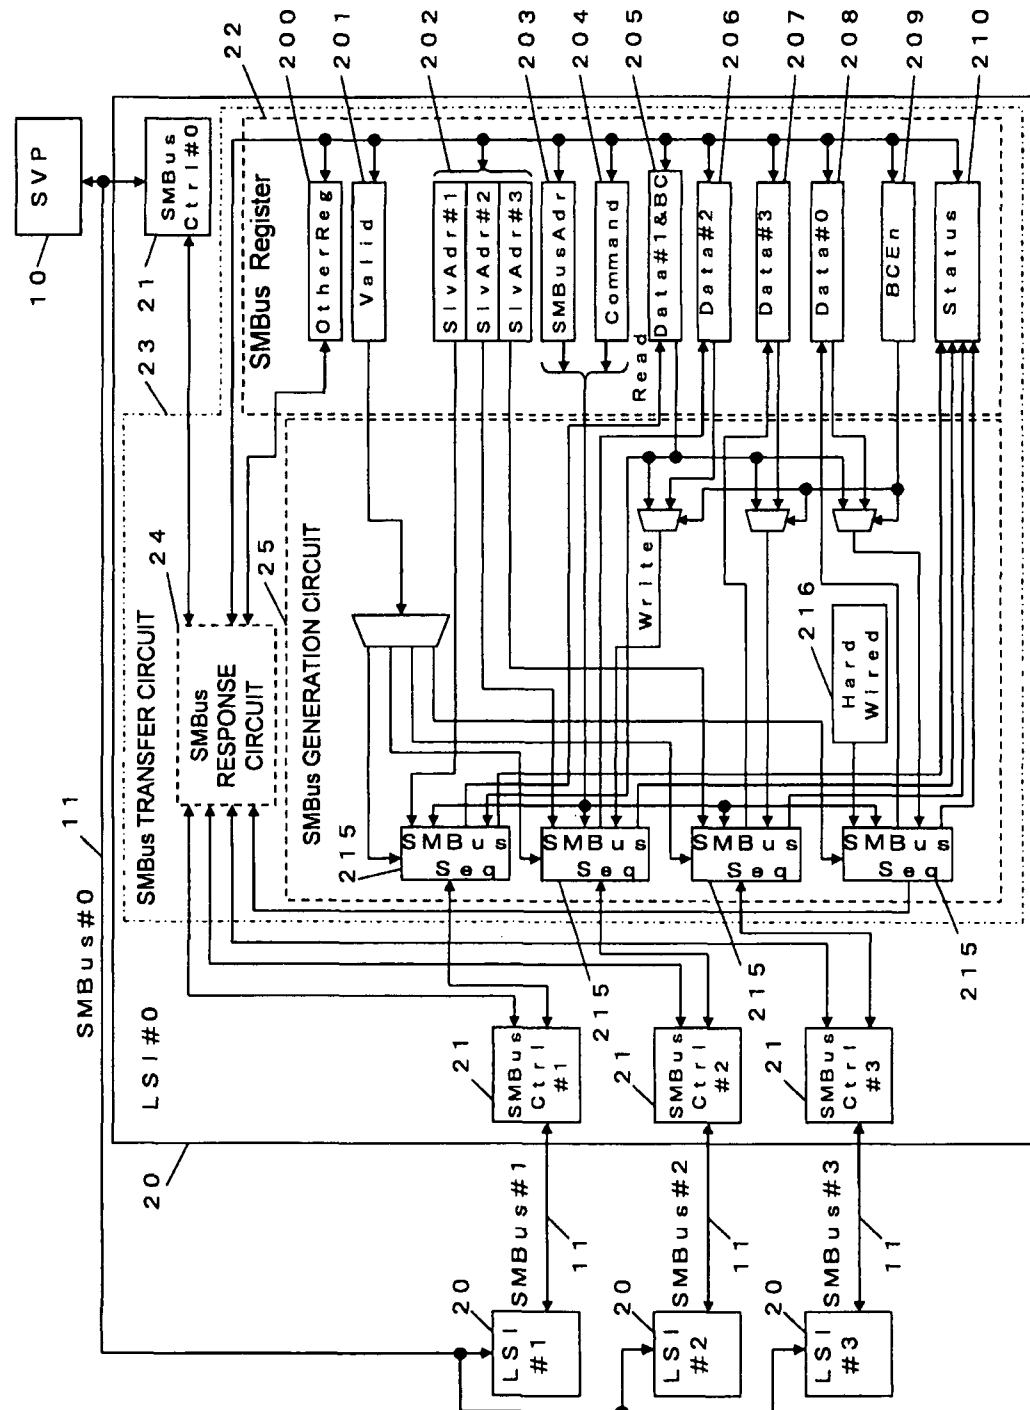 SVP
10
SMBus
Ctrl#0
21
23
22
200
201
202
203
204
205
206
207
208
209
210
SMBus Register
OtherReg
Valid
SlvAdr#1
SlvAdr#2
SlvAdr#3
SMBusAdr
Command
Data#1&BC
Data#2
Data#3
Data#0
BCEn
Status
Read
Write
SMBus TRANSFER CIRCUIT
24
SMBus
RESPONSE
CIRCUIT
25
SMBus GENERATION CIRCUIT
216
Hard
Wired
SMBus
Seq
215
SMBus
Seq
215
SMBus
Seq
215
SMBus
Seq
215
11
SMBus#0
LSI#0
20
21
SMBus
Ctrl
#1
21
SMBus
Ctrl
#2
21
SMBus
Ctrl
#3
SMBus#1
11
SMBus#2
11
SMBus#3
11
20
LSI
#1
20
LSI
#2
20
LSI
#3